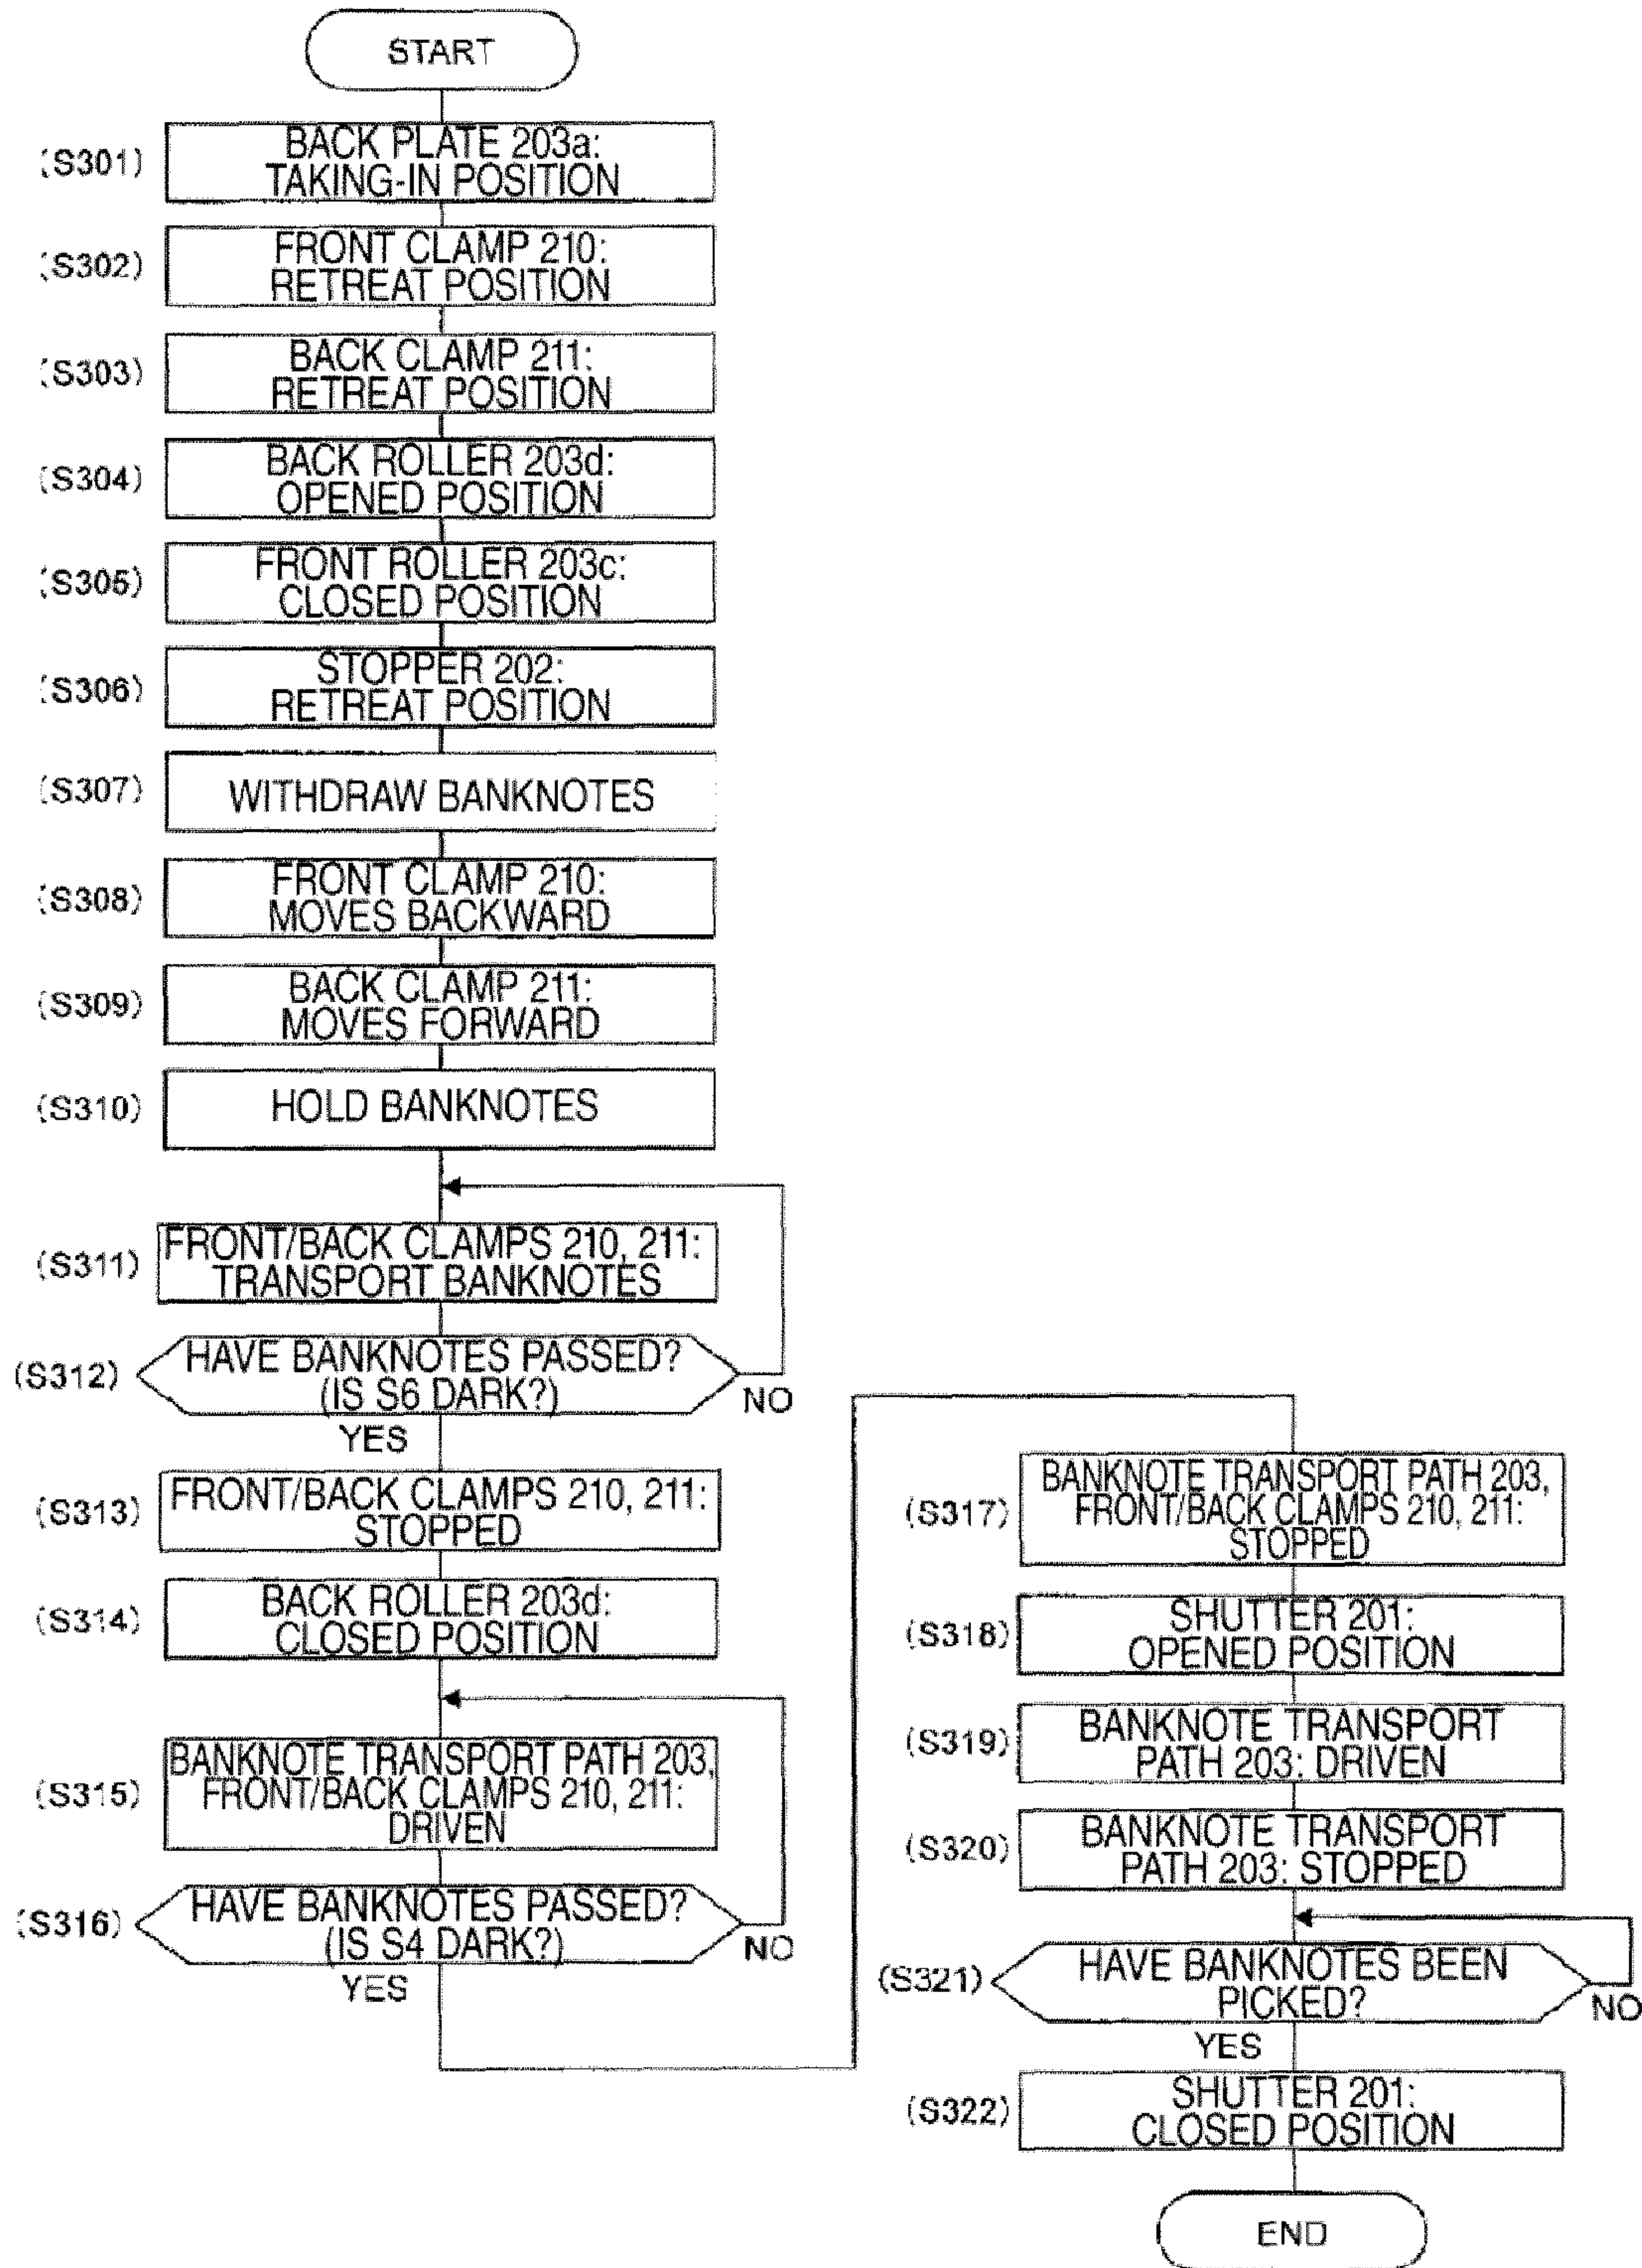 START
(S301)
BACK PLATE 203a:
TAKING-IN POSITION
(S302)
FRONT CLAMP 210:
RETREAT POSITION
(S303)
BACK CLAMP 211:
RETREAT POSITION
(S304)
BACK ROLLER 203d:
OPENED POSITION
(S305)
FRONT ROLLER 203c:
CLOSED POSITION
(S306)
STOPPER 202:
RETREAT POSITION
(S307)
WITHDRAW BANKNOTES
(S308)
FRONT CLAMP 210:
MOVES BACKWARD
(S309)
BACK CLAMP 211:
MOVES FORWARD
(S310)
HOLD BANKNOTES
(S311)
FRONT/BACK CLAMPS 210, 211:
TRANSPORT BANKNOTES
(S312)
HAVE BANKNOTES PASSED?
(IS S6 DARK?)
NO
YES
(S313)
FRONT/BACK CLAMPS 210, 211:
STOPPED
(S314)
BACK ROLLER 203d:
CLOSED POSITION
(S315)
BANKNOTE TRANSPORT PATH 203,
FRONT/BACK CLAMPS 210, 211:
DRIVEN
(S316)
HAVE BANKNOTES PASSED?
(IS S4 DARK?)
NO
YES
(S317)
BANKNOTE TRANSPORT PATH 203,
FRONT/BACK CLAMPS 210, 211:
STOPPED
(S318)
SHUTTER 201:
OPENED POSITION
(S319)
BANKNOTE TRANSPORT
PATH 203: DRIVEN
(S320)
BANKNOTE TRANSPORT
PATH 203: STOPPED
(S321)
HAVE BANKNOTES BEEN
PICKED?
NO
YES
(S322)
SHUTTER 201:
CLOSED POSITION
END